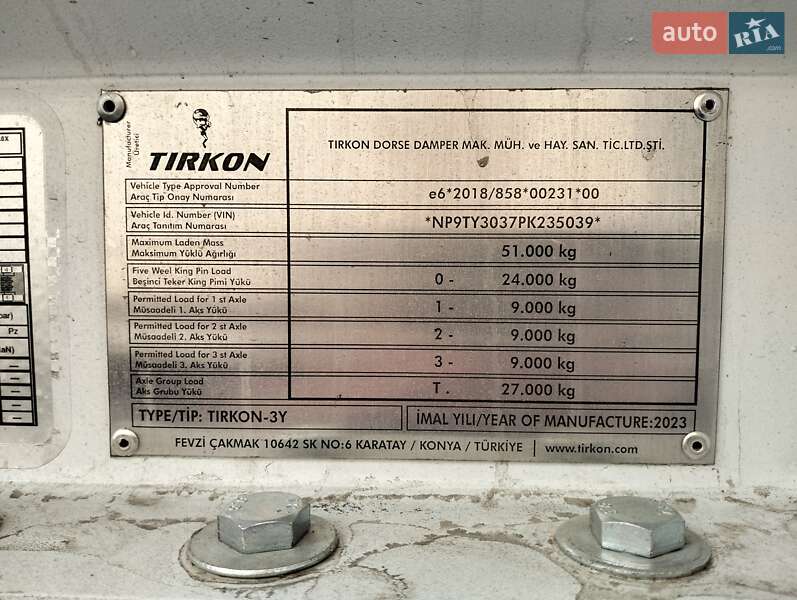 auto RIA .com
Manufacturer
Üretici
TIRKON
TIRKON DORSE DAMPER MAK. MÜH. ve HAY. SAN. TİC.LTD.ŞTİ.
Vehicle Type Approval Number
Araç Tip Onay Numarası
e6*2018/858*00231*00
Vehicle Id. Number (VIN)
Araç Tanıtım Numarası
*NP9TY3037PK235039*
Maximum Laden Mass
Maksimum Yüklü Ağırlığı
51.000 kg
Five Weel King Pin Load
Beşinci Teker King Pimi Yükü
0 - 24.000 kg
Permitted Load for 1 st Axle
Müsaadeli 1. Aks Yükü
1 - 9.000 kg
Permitted Load for 2 st Axle
Müsaadeli 2. Aks Yükü
2 - 9.000 kg
Permitted Load for 3 st Axle
Müsaadeli 3. Aks Yükü
3 - 9.000 kg
Axle Group Load
Aks Grubu Yükü
T. 27.000 kg
TYPE/TİP: TIRKON-3Y
İMAL YILI/YEAR OF MANUFACTURE:2023
FEVZİ ÇAKMAK 10642 SK NO:6 KARATAY / KONYA / TÜRKİYE | www.tirkon.com
Pz